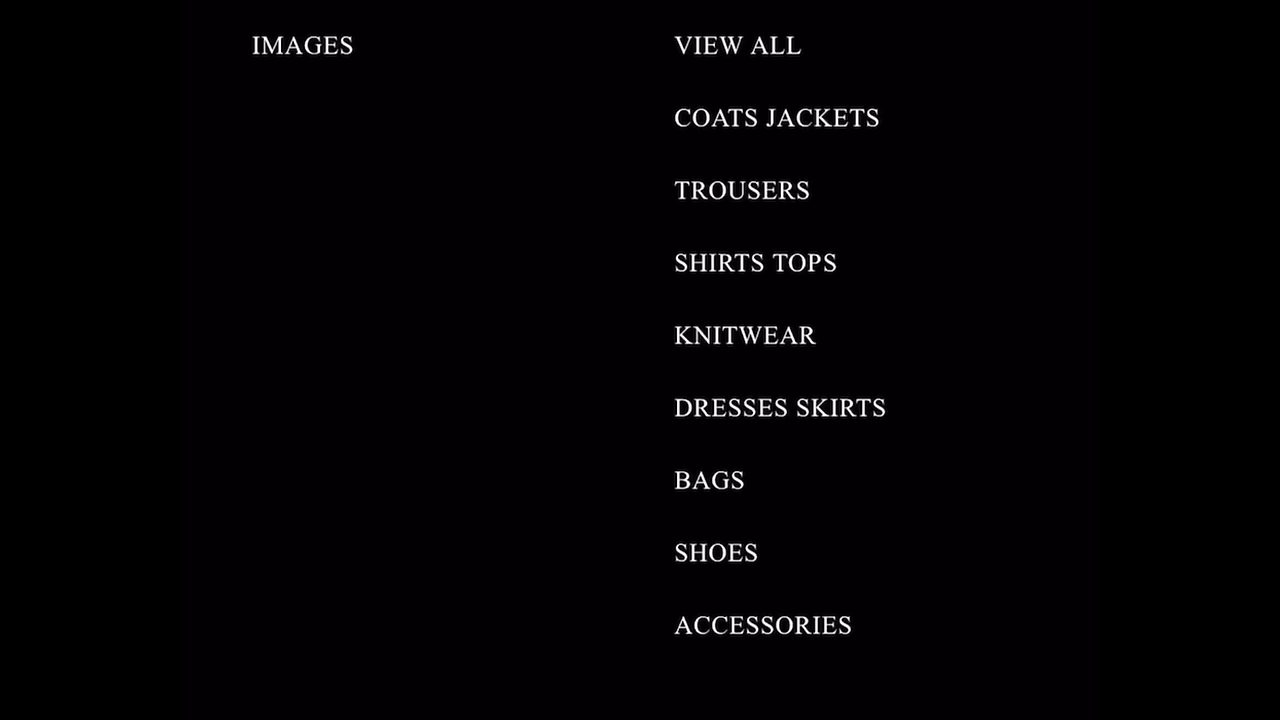 IMAGES
VIEW ALL
COATS JACKETS
TROUSERS
SHIRTS TOPS
KNITWEAR
DRESSES SKIRTS
BAGS
SHOES
ACCESSORIES